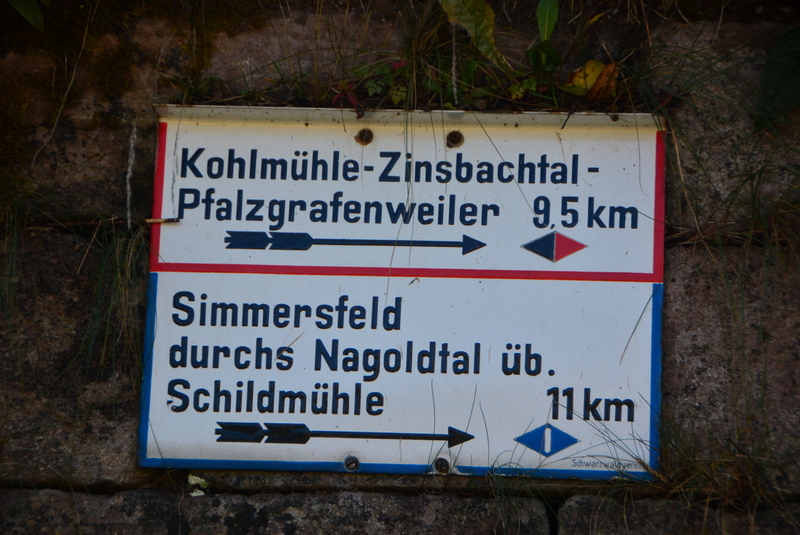 Kohlmühle-Zinsbachtal-
Pfalzgrafenweiler 9,5 km
Simmersfeld
durchs Nagoldtal üb.
Schildmühle 11 km
Schwarzwaldverein